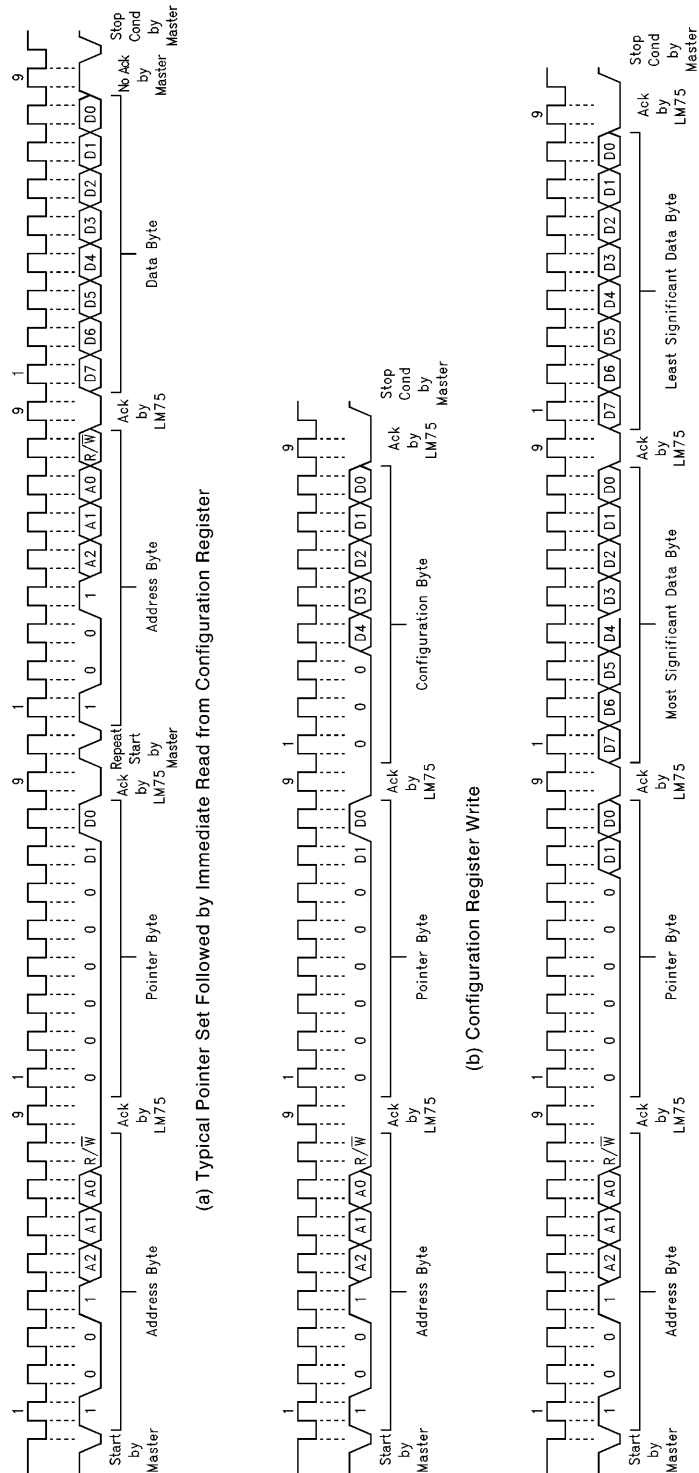 1 9 1 9 1 9 1 9
1 0 0 1 A2 A1 A0 R/W̅ 0 0 0 0 0 0 D1 D0 1 0 0 1 A2 A1 A0 R/W̅ D7 D6 D5 D4 D3 D2 D1 D0
Start by Master
Address Byte
Ack by LM75
Pointer Byte
Ack by LM75
Repeat Start by Master
Address Byte
Ack by LM75
Data Byte
No Ack by Master
Stop Cond by Master
(a) Typical Pointer Set Followed by Immediate Read from Configuration Register
1 9 1 9 1 9
1 0 0 1 A2 A1 A0 R/W̅ 0 0 0 0 0 0 D1 D0 0 0 0 D4 D3 D2 D1 D0
Start by Master
Address Byte
Ack by LM75
Pointer Byte
Ack by LM75
Configuration Byte
Ack by LM75
Stop Cond by Master
(b) Configuration Register Write
1 9 1 9 1 9 1 9
1 0 0 1 A2 A1 A0 R/W̅ 0 0 0 0 0 0 D1 D0 D7 D6 D5 D4 D3 D2 D1 D0 D7 D6 D5 D4 D3 D2 D1 D0
Start by Master
Address Byte
Ack by LM75
Pointer Byte
Ack by LM75
Most Significant Data Byte
Ack by LM75
Least Significant Data Byte
Ack by LM75
Stop Cond by Master